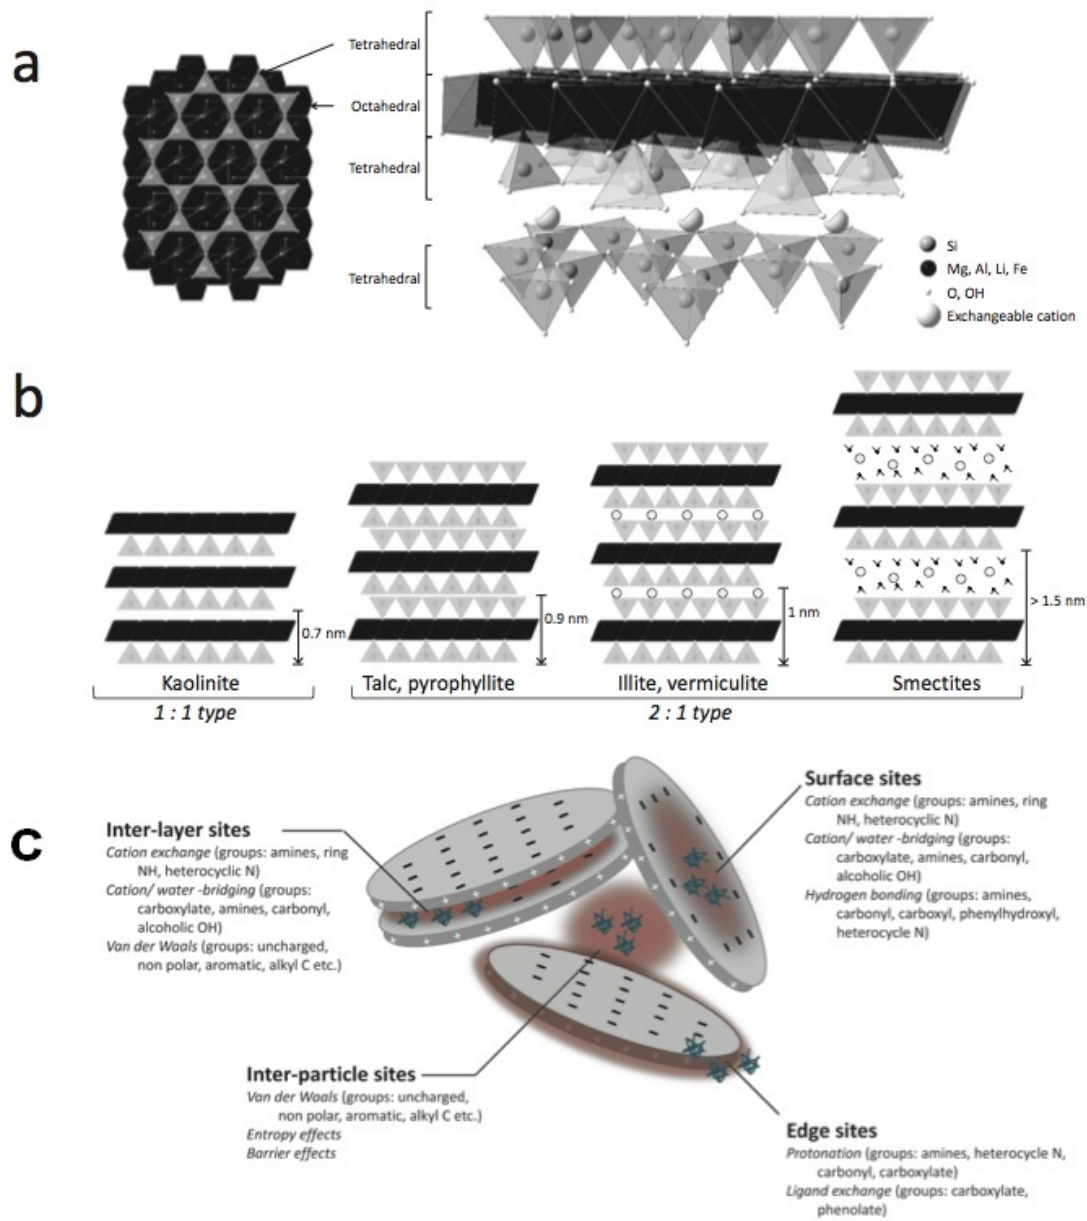 a
Tetrahedral
Octahedral
Tetrahedral
Tetrahedral
Si
Mg, Al, Li, Fe
O, OH
Exchangeable cation
b
0.7 nm
0.9 nm
1 nm
> 1.5 nm
Kaolinite
Talc, pyrophyllite
Illite, vermiculite
Smectites
1 : 1 type
2 : 1 type
c
Inter-layer sites
Cation exchange (groups: amines, ring
NH, heterocyclic N)
Cation/ water -bridging (groups:
carboxylate, amines, carbonyl,
alcoholic OH)
Van der Waals (groups: uncharged,
non polar, aromatic, alkyl C etc.)
Surface sites
Cation exchange (groups: amines, ring
NH, heterocyclic N)
Cation/ water -bridging (groups:
carboxylate, amines, carbonyl,
alcoholic OH)
Hydrogen bonding (groups: amines,
carbonyl, carboxyl, phenylhydroxyl,
heterocycle N)
Inter-particle sites
Van der Waals (groups: uncharged,
non polar, aromatic, alkyl C etc.)
Entropy effects
Barrier effects
Edge sites
Protonation (groups: amines, heterocycle N,
carbonyl, carboxylate)
Ligand exchange (groups: carboxylate,
phenolate)